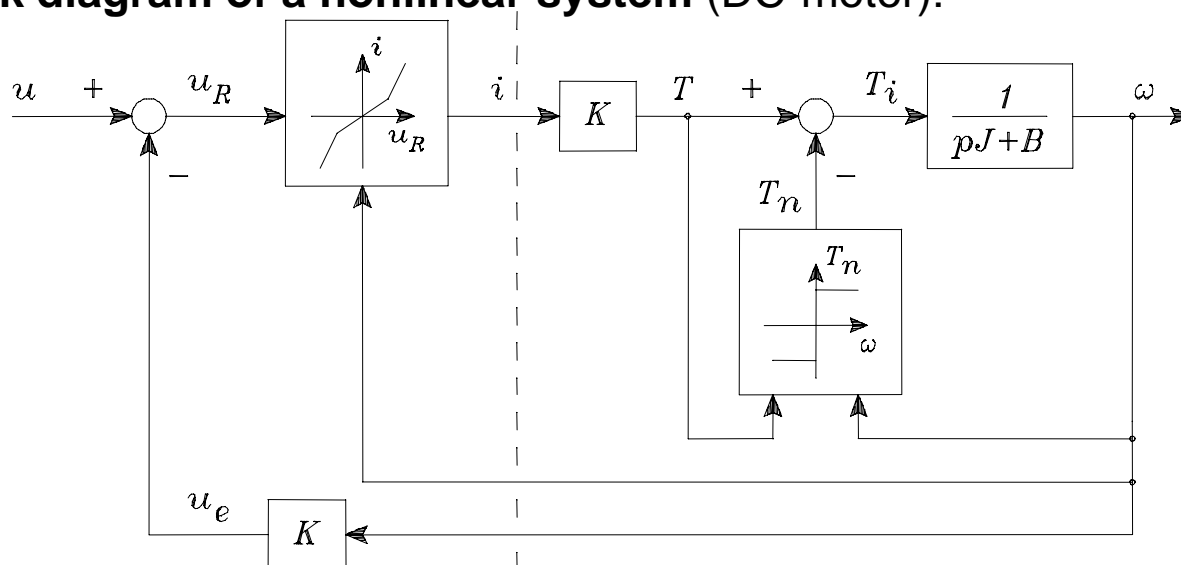 k diagram of a nonlinear system (DC motor).
u + u_R i u_R i K T + T_i 1 ω
pJ+B
−
T_n −
T_n
ω
u_e K